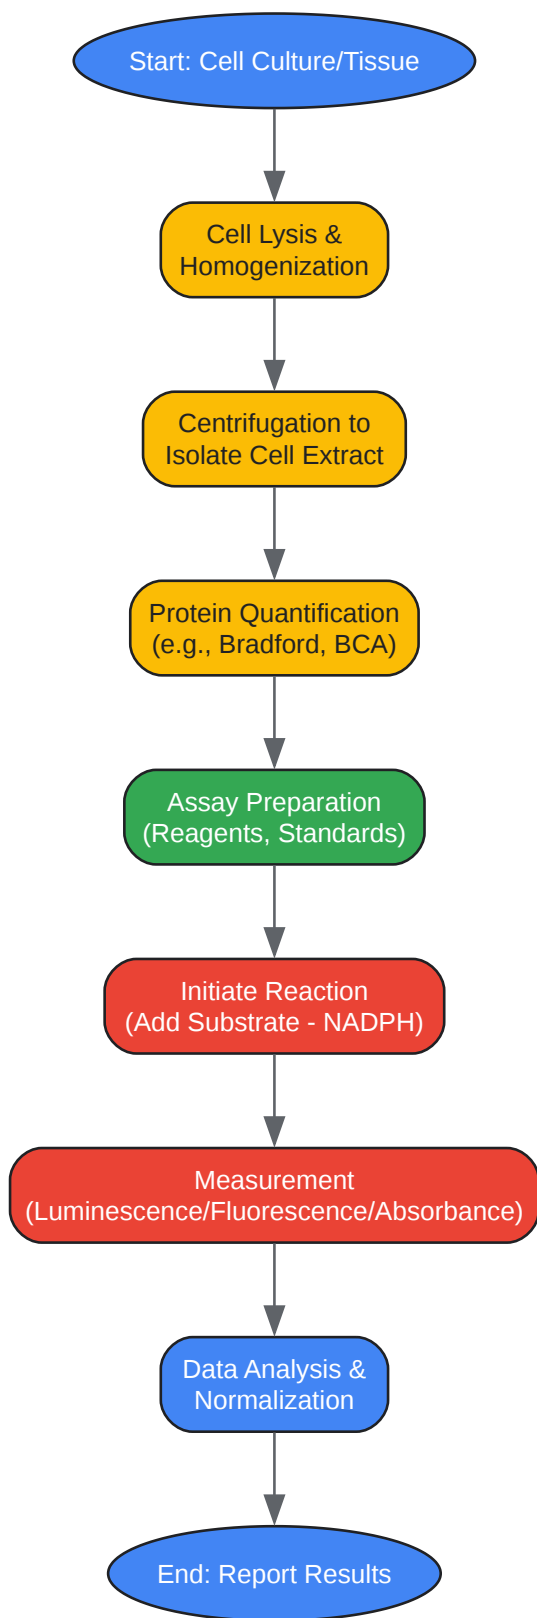 Start: Cell Culture/Tissue
Cell Lysis &
Homogenization
Centrifugation to
Isolate Cell Extract
Protein Quantification
(e.g., Bradford, BCA)
Assay Preparation
(Reagents, Standards)
Initiate Reaction
(Add Substrate - NADPH)
Measurement
(Luminescence/Fluorescence/Absorbance)
Data Analysis &
Normalization
End: Report Results